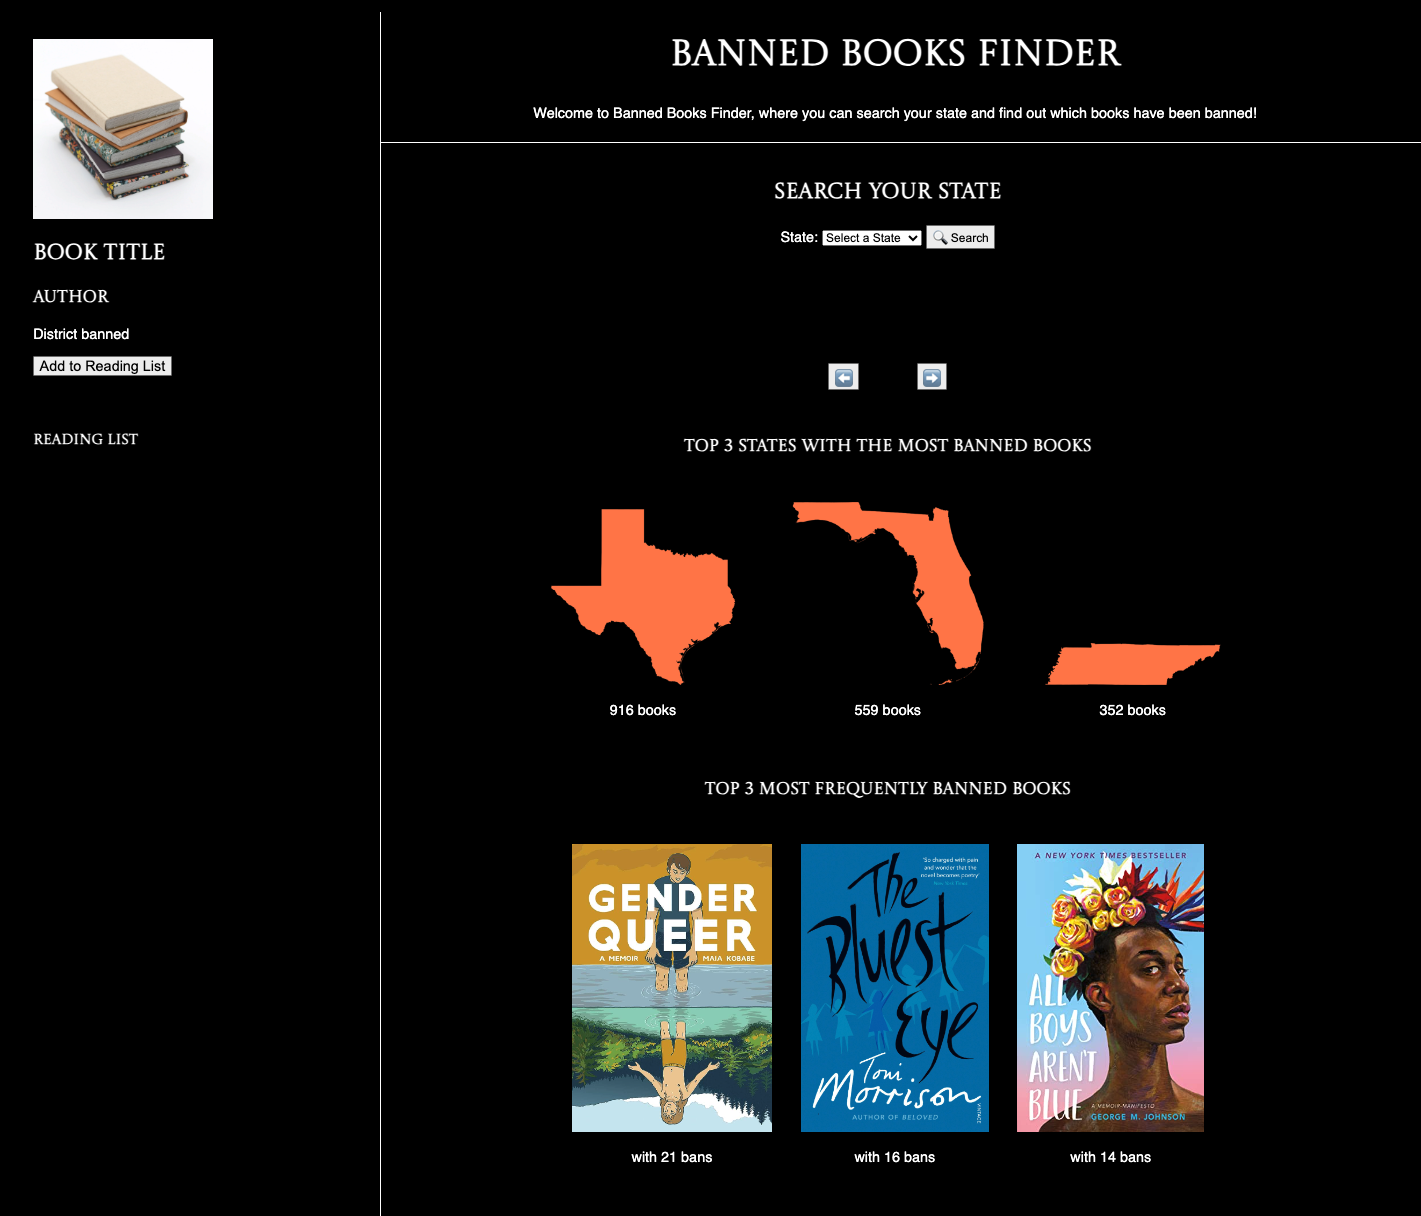 BOOK TITLE
AUTHOR
District banned
Add to Reading List
READING LIST
BANNED BOOKS FINDER
Welcome to Banned Books Finder, where you can search your state and find out which books have been banned!
SEARCH YOUR STATE
State: Select a State Search
TOP 3 STATES WITH THE MOST BANNED BOOKS
916 books
559 books
352 books
TOP 3 MOST FREQUENTLY BANNED BOOKS
GENDER
QUEER
A MEMOIR MAIA KOBABE
with 21 bans
'So charged with pain
and wonder that the
novel becomes poetry'
New York Times
The
Bluest
Eye
Toni
Morrison
AUTHOR OF BELOVED
VINTAGE
with 16 bans
A NEW YORK TIMES BESTSELLER
ALL
BOYS
AREN'T
BLUE
A MEMOIR-MANIFESTO
GEORGE M. JOHNSON
with 14 bans